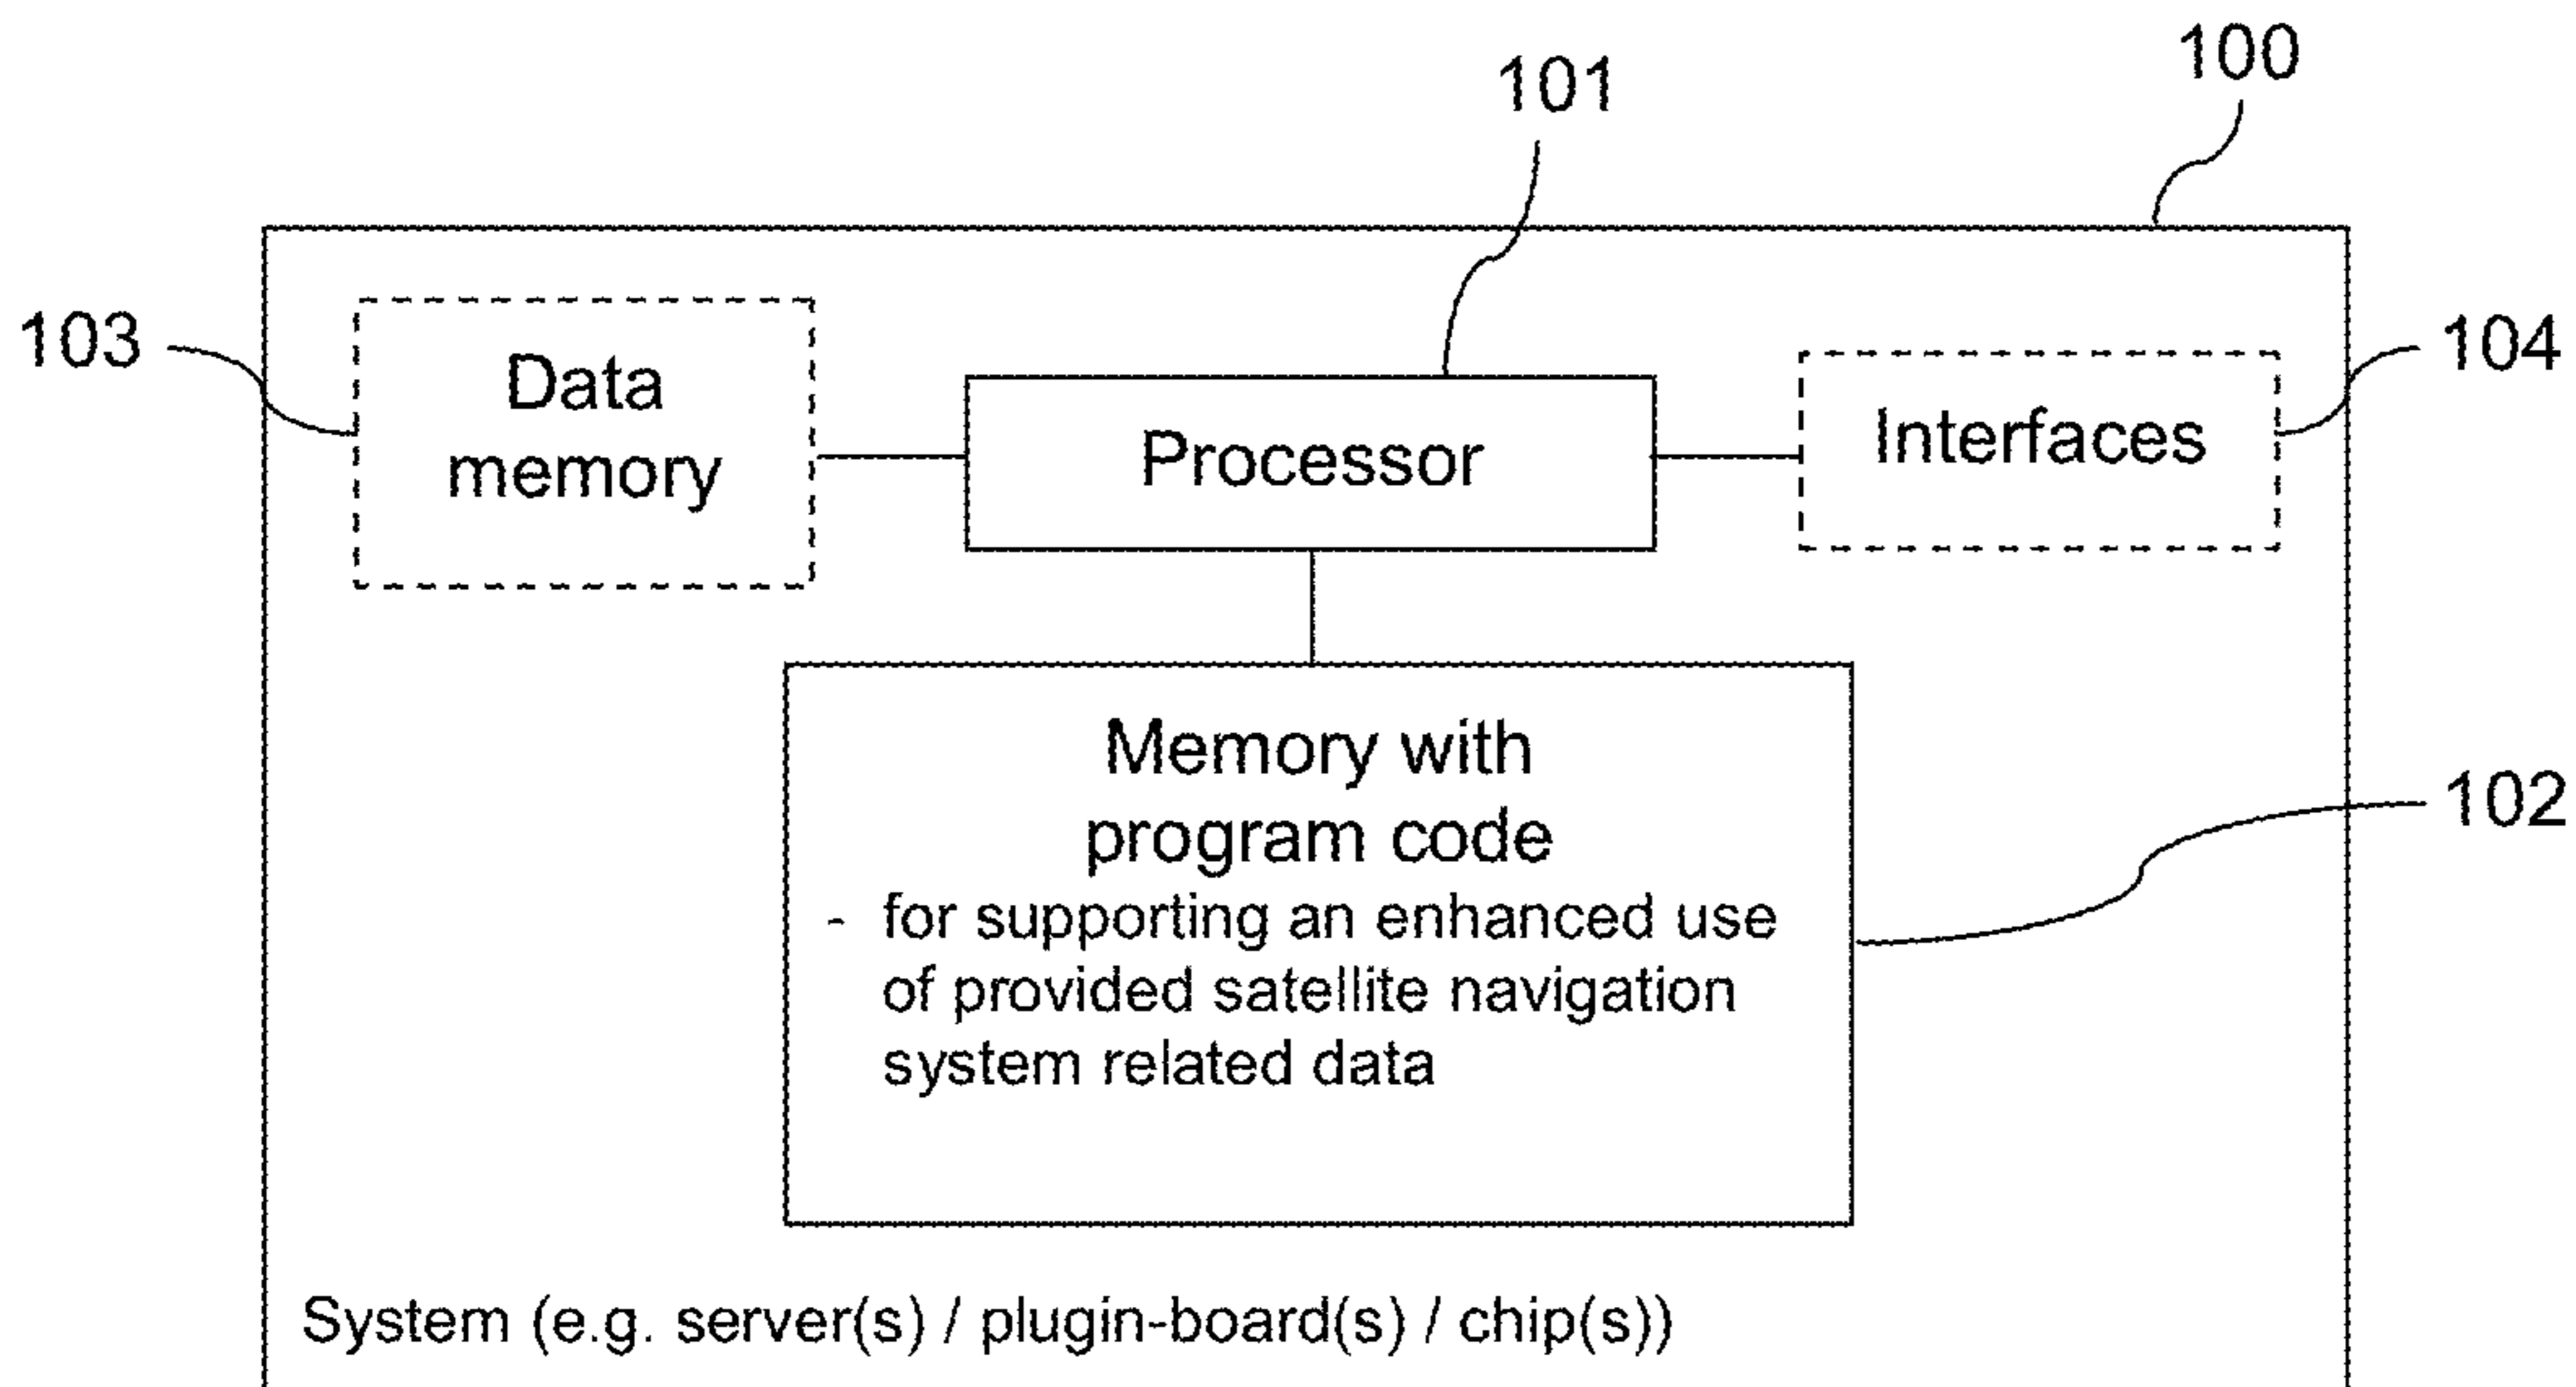 100
101
103
Data
memory
Processor
Interfaces
104
Memory with
program code
- for supporting an enhanced use
of provided satellite navigation
system related data
102
System (e.g. server(s) / plugin-board(s) / chip(s))